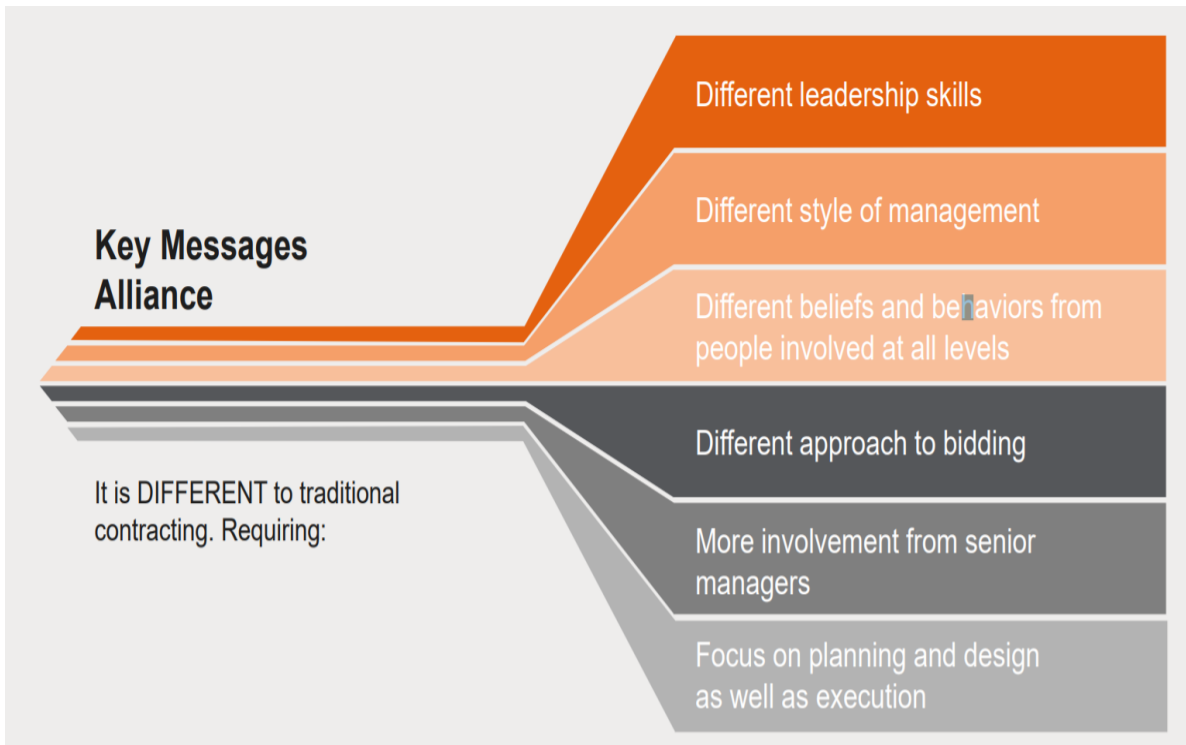 Key Messages
Alliance
It is DIFFERENT to traditional
contracting. Requiring:
Different leadership skills
Different style of management
Different beliefs and behaviors from
people involved at all levels
Different approach to bidding
More involvement from senior
managers
Focus on planning and design
as well as execution